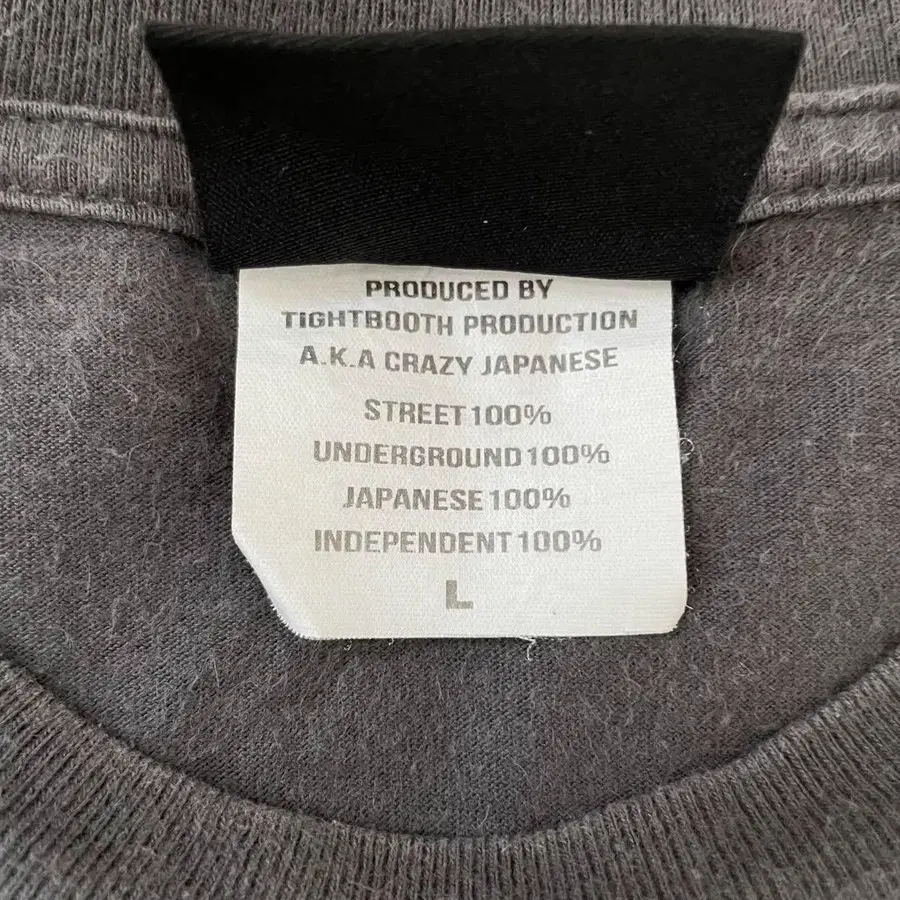 PRODUCED BY
TIGHTBOOTH PRODUCTION
A.K.A CRAZY JAPANESE
STREET 100%
UNDERGROUND 100%
JAPANESE 100%
INDEPENDENT 100%
L